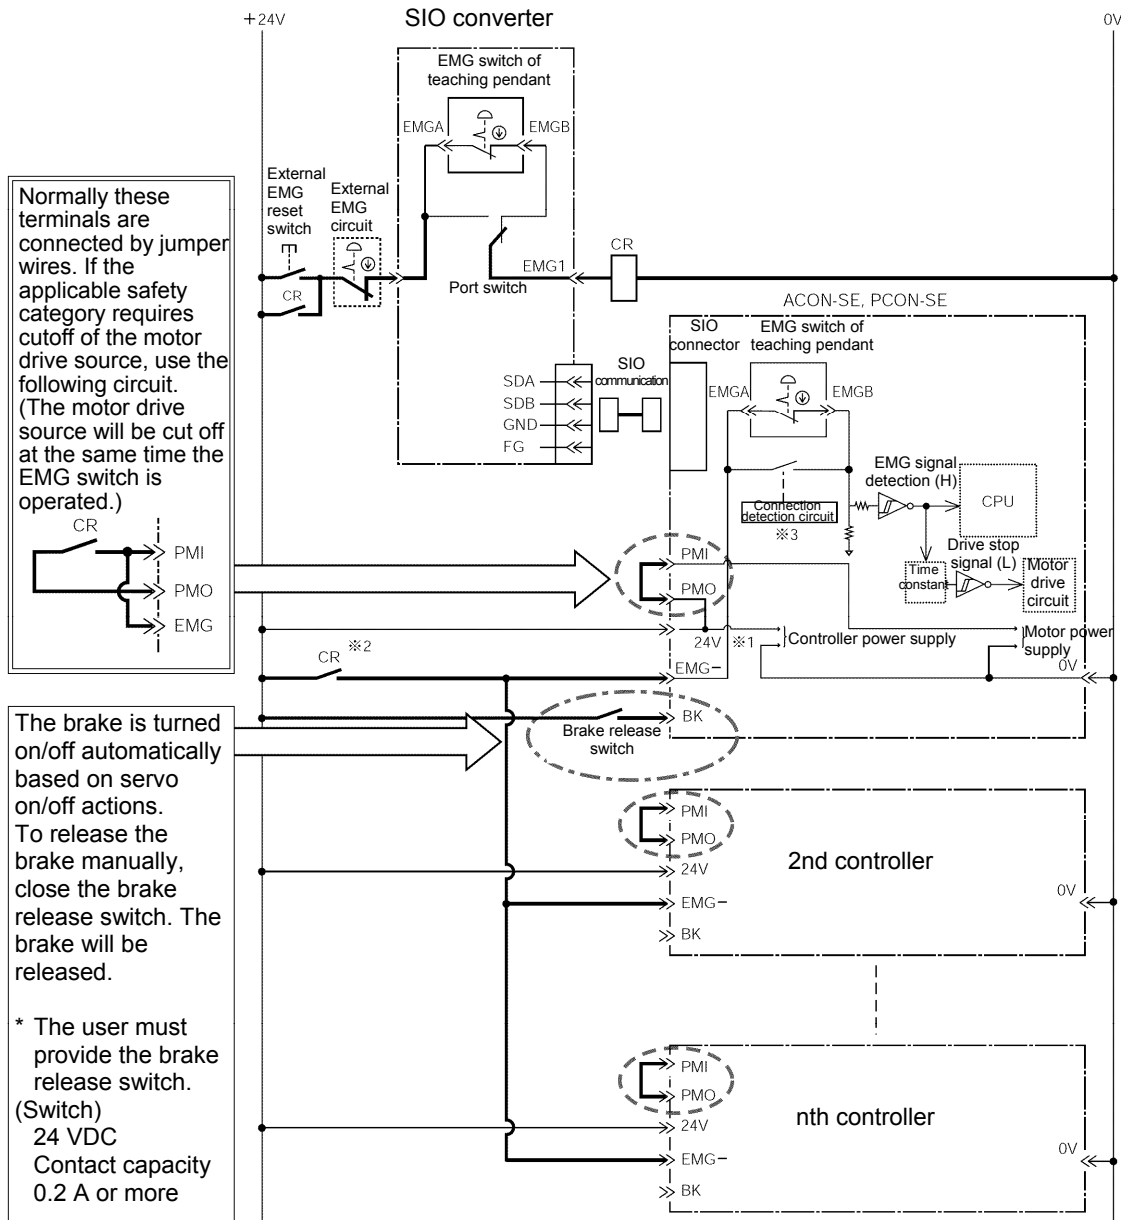 +24V
SIO converter
0V
EMG switch of
teaching pendant
EMGA
EMGB
External
EMG
reset
switch
External
EMG
circuit
CR
Port switch
EMG1
CR
Normally these
terminals are
connected by jumper
wires. If the
applicable safety
category requires
cutoff of the motor
drive source, use the
following circuit.
(The motor drive
source will be cut off
at the same time the
EMG switch is
operated.)
CR
PMI
PMO
EMG
SDA
SDB
GND
FG
SIO
communication
ACON-SE, PCON-SE
SIO
connector
EMG switch of
teaching pendant
EMGA
EMGB
EMG signal
detection (H)
CPU
Connection
detection circuit
※3
Drive stop
signal (L)
Time
constant
Motor
drive
circuit
PMI
PMO
24V
※1
Controller power supply
Motor power
supply
0V
CR
※2
EMG−
BK
Brake release
switch
The brake is turned
on/off automatically
based on servo
on/off actions.
To release the
brake manually,
close the brake
release switch. The
brake will be
released.
* The user must
provide the brake
release switch.
(Switch)
24 VDC
Contact capacity
0.2 A or more
PMI
PMO
24V
EMG−
BK
2nd controller
0V
PMI
PMO
24V
EMG−
BK
nth controller
0V